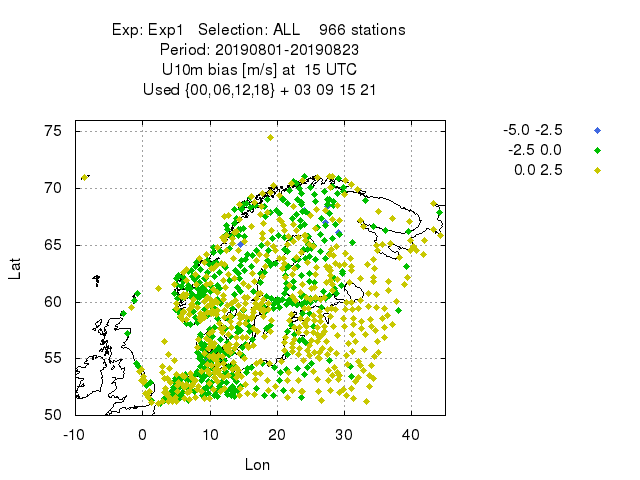 Exp: Exp1 Selection: ALL 966 stations
Period: 20190801-20190823
U10m bias [m/s] at 15 UTC
Used {00,06,12,18} + 03 09 15 21
-5.0 -2.5
-2.5 0.0
0.0 2.5
75
70
65
60
55
50
Lat
-10 0 10 20 30 40
Lon